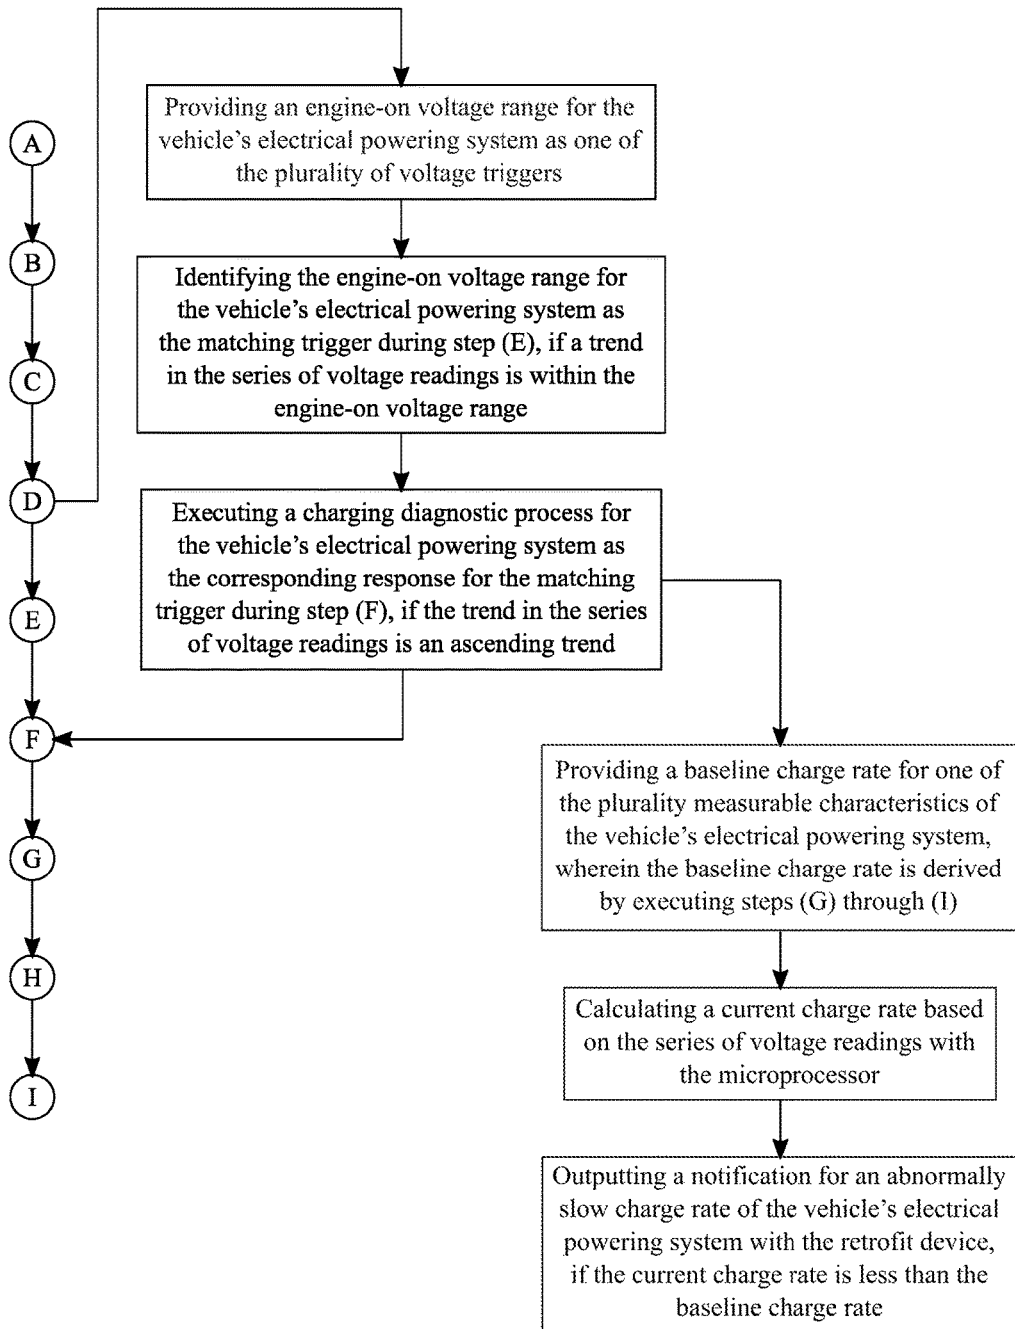 A
B
C
D
E
F
G
H
I
Providing an engine-on voltage range for the
vehicle's electrical powering system as one of
the plurality of voltage triggers
Identifying the engine-on voltage range for
the vehicle's electrical powering system as
the matching trigger during step (E), if a trend
in the series of voltage readings is within the
engine-on voltage range
Executing a charging diagnostic process for
the vehicle's electrical powering system as
the corresponding response for the matching
trigger during step (F), if the trend in the series
of voltage readings is an ascending trend
Providing a baseline charge rate for one of
the plurality measurable characteristics of
the vehicle's electrical powering system,
wherein the baseline charge rate is derived
by executing steps (G) through (I)
Calculating a current charge rate based
on the series of voltage readings with
the microprocessor
Outputting a notification for an abnormally
slow charge rate of the vehicle's electrical
powering system with the retrofit device,
if the current charge rate is less than the
baseline charge rate